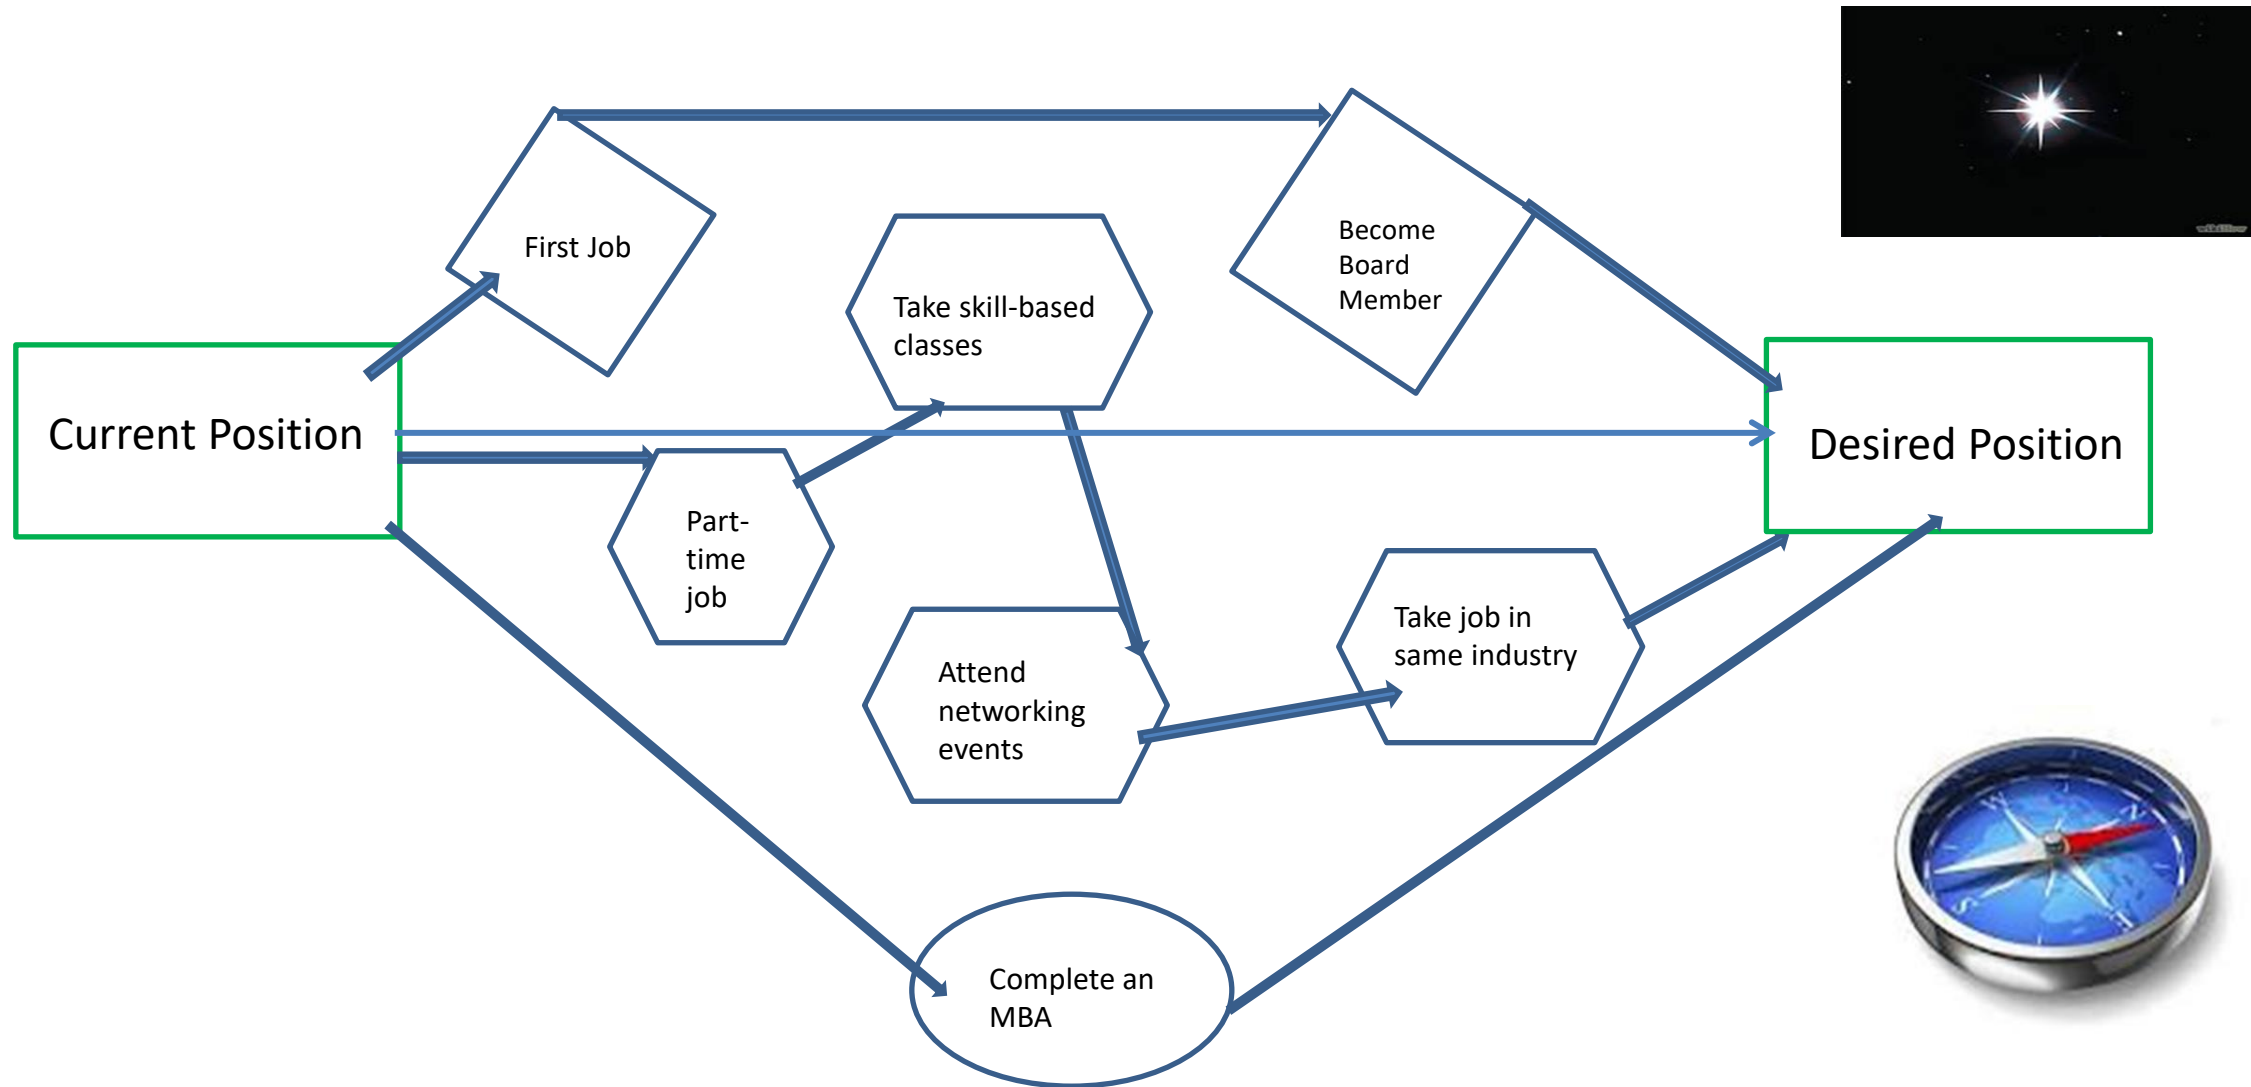 First Job
Become
Board
Member
Take skill-based
classes
Current Position
Desired Position
Part-
time
job
Take job in
same industry
Attend
networking
events
Complete an
MBA
wikiHow
W
N
S
E